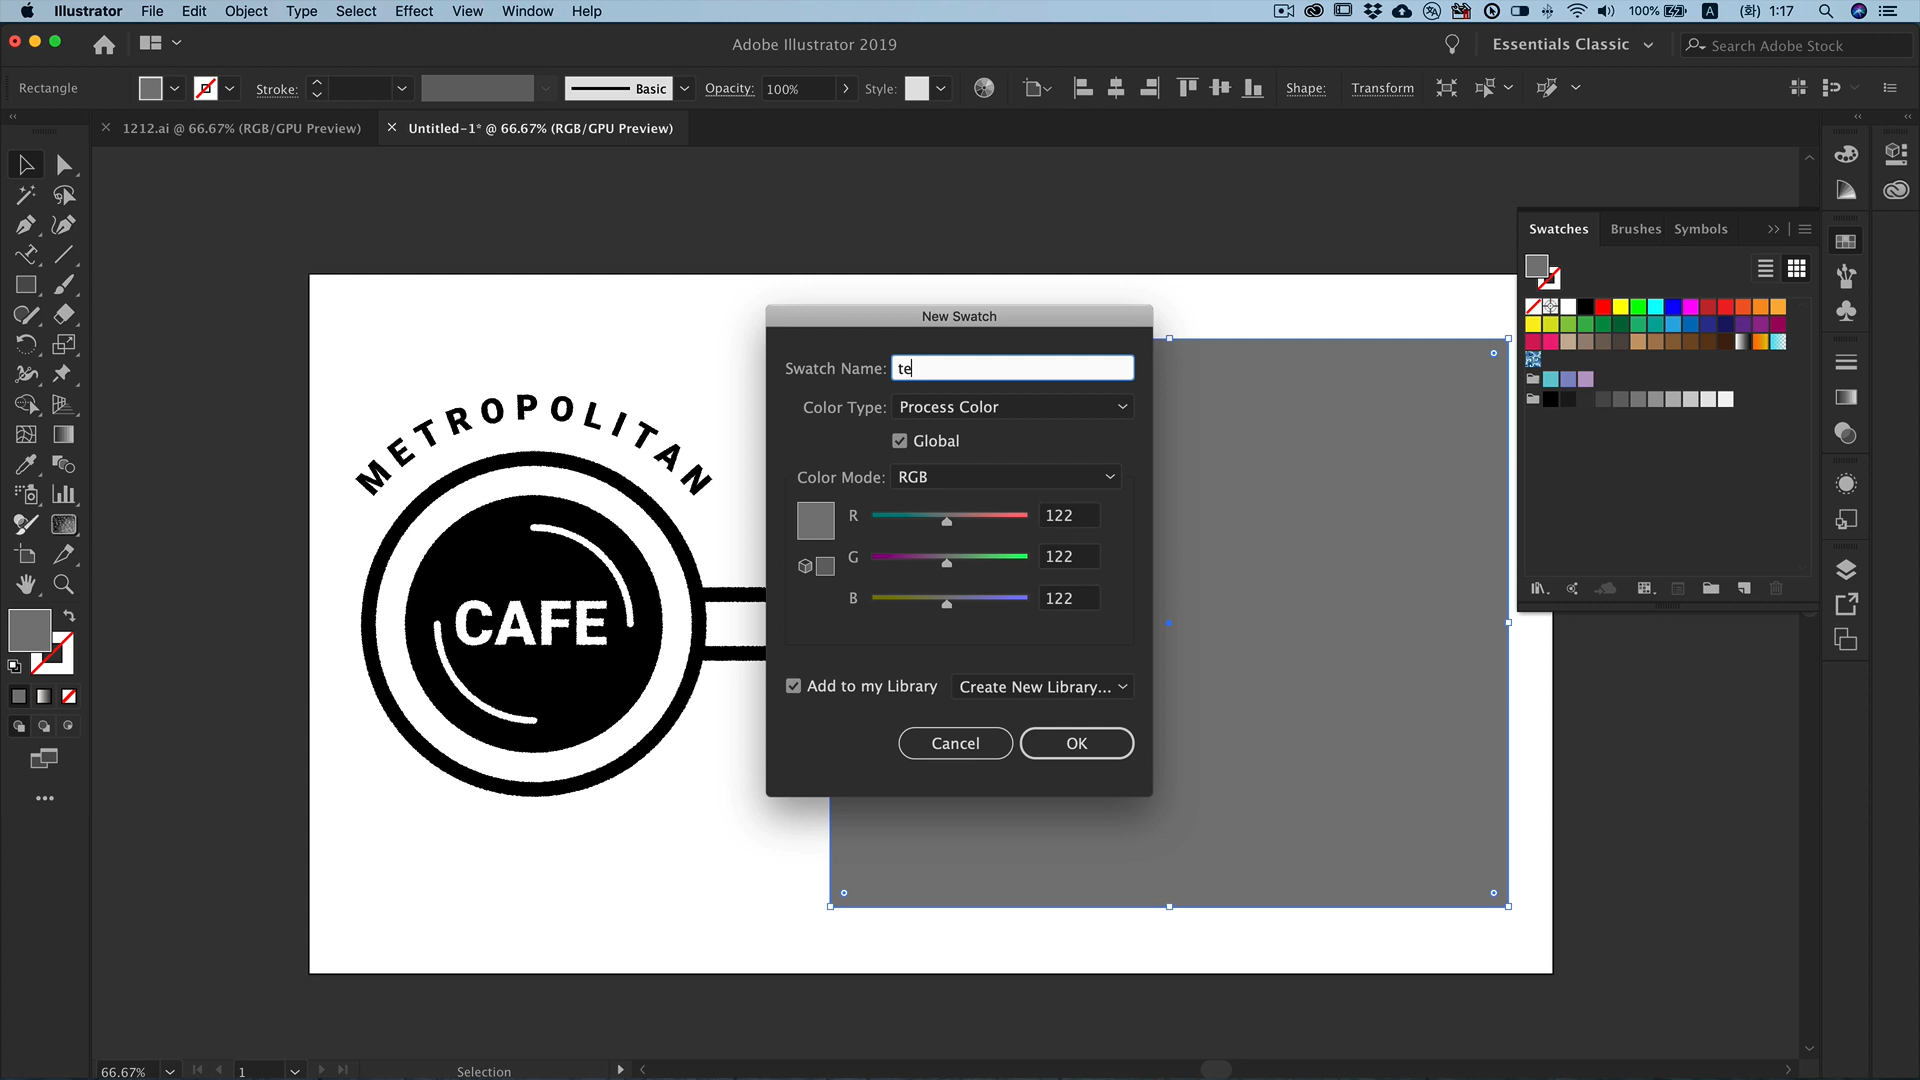 Illustrator File Edit Object Type Select Effect View Window Help 100% A (화) 1:17
Adobe Illustrator 2019 Essentials Classic Search Adobe Stock
Rectangle Stroke: Basic Opacity: 100% Style: Shape: Transform
1212.ai @ 66.67% (RGB/GPU Preview) Untitled-1* @ 66.67% (RGB/GPU Preview)
Swatches Brushes Symbols
New Swatch
Swatch Name: te
Color Type: Process Color
Global
Color Mode: RGB
R 122
G 122
B 122
Add to my Library Create New Library...
Cancel OK
METROPOLITAN
CAFE
66.67% 1 Selection